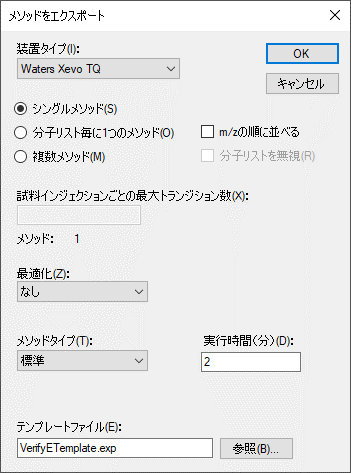 メソッドをエクスポート
装置タイプ(I):
Waters Xevo TQ
OK
キャンセル
シングルメソッド(S)
分子リスト毎に1つのメソッド(O)
m/zの順に並べる
複数メソッド(M)
分子リストを無視(R)
試料インジェクションごとの最大トランジション数(X):
メソッド: 1
最適化(Z):
なし
メソッドタイプ(T):
実行時間(分)(D):
標準
2
テンプレートファイル(E):
VerifyETemplate.exp
参照(B)...